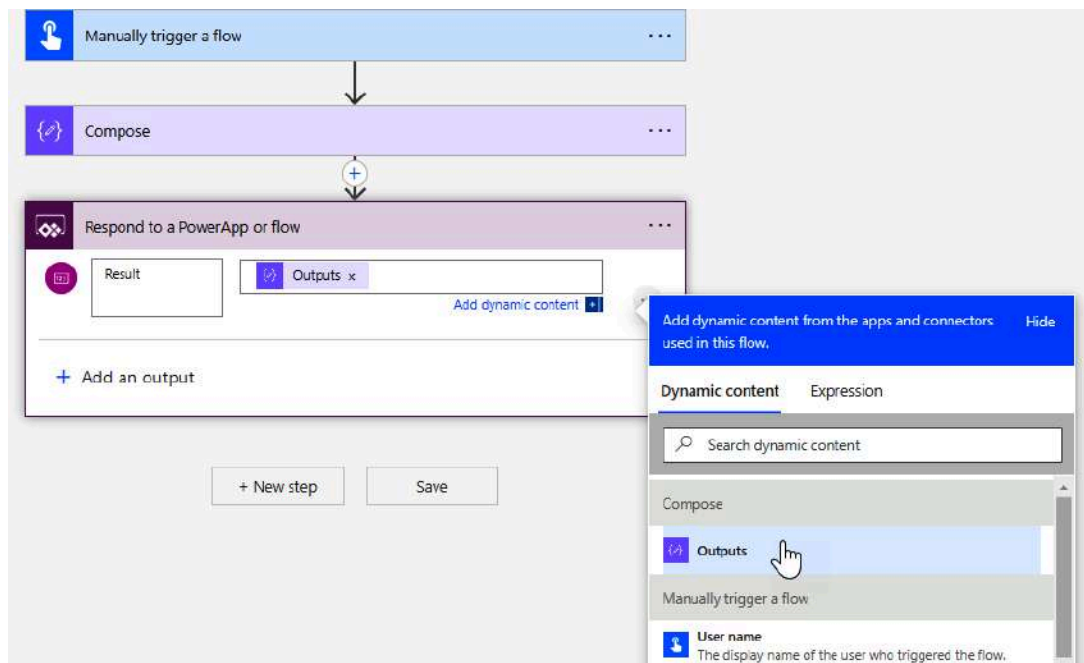 Manually trigger a flow
Compose
Respond to a PowerApp or flow
Result
Outputs x
Add dynamic content
+ Add an output
+ New step
Save
Add dynamic content from the apps and connectors
used in this flow.
Hide
Dynamic content
Expression
Search dynamic content
Compose
Outputs
Manually trigger a flow
User name
The display name of the user who triggered the flow.